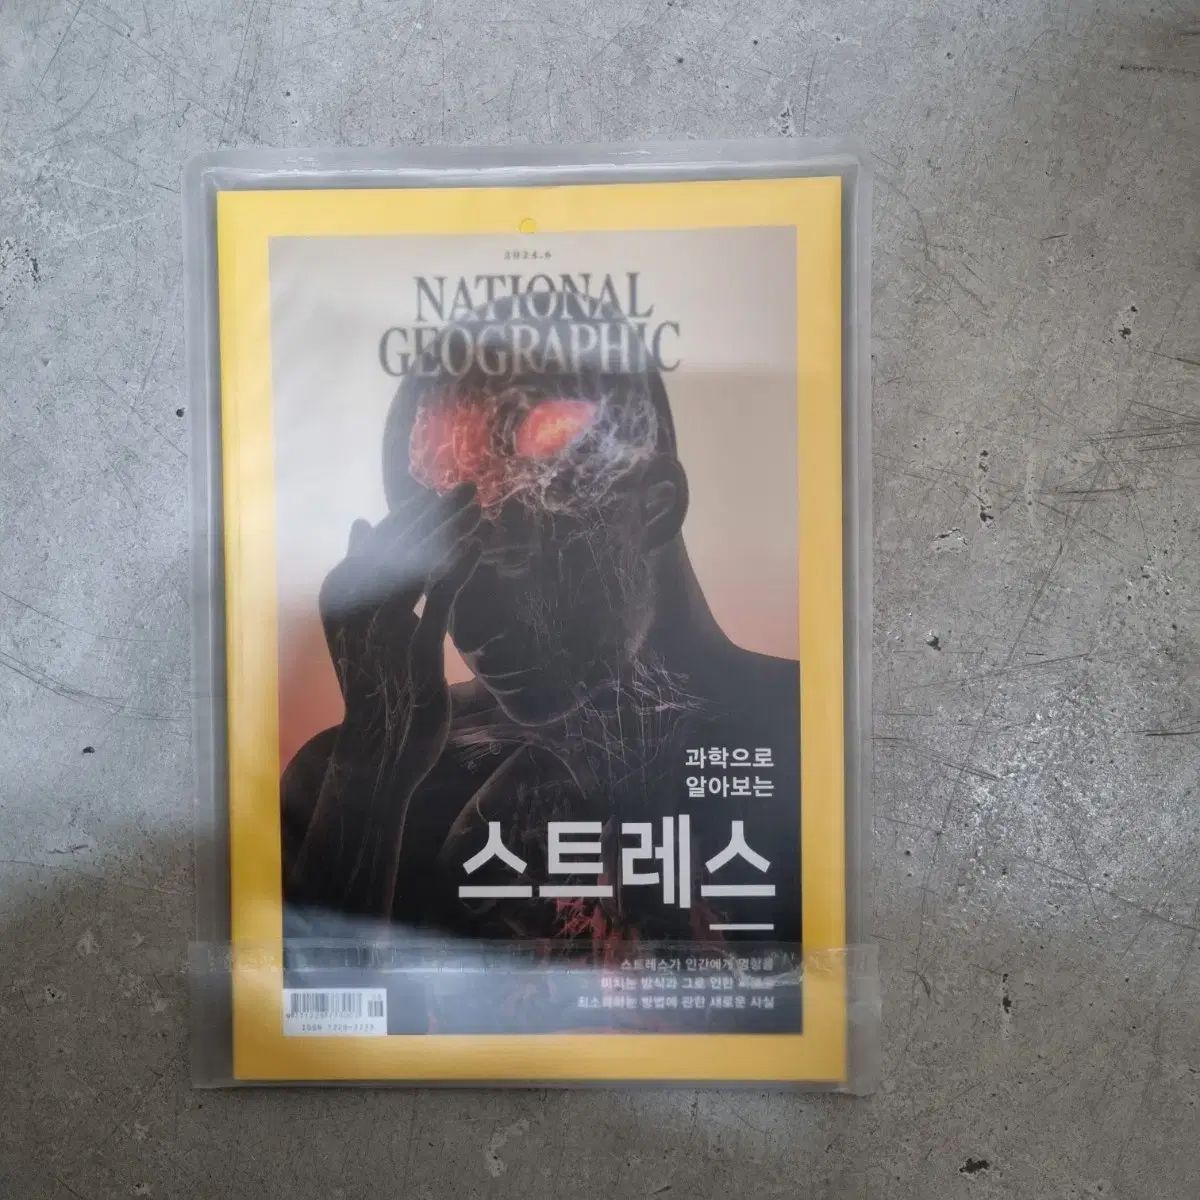 2024.6
NATIONAL
GEOGRAPHIC
과학으로
알아보는
스트레스
스트레스가 인간에게 영향을
미치는 방식과 그로 인한
최소화하는 방법에 관한 새로운 사실
ISSN